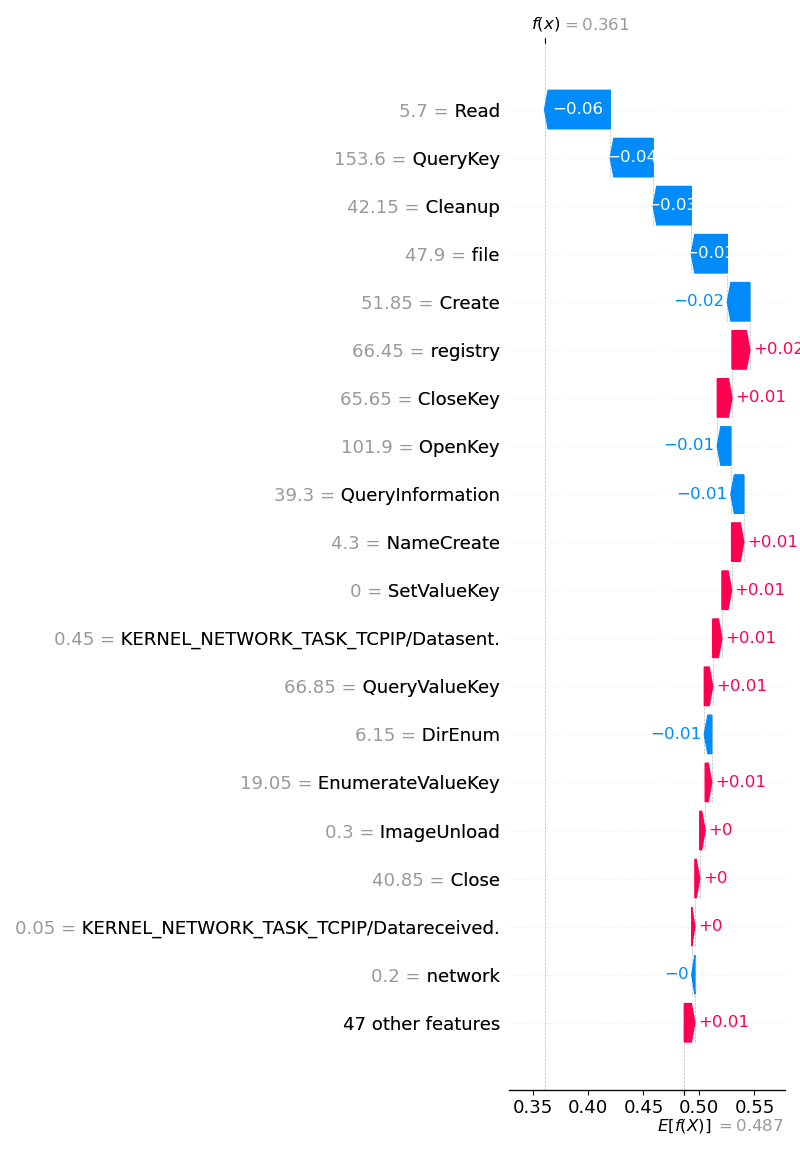 f(x) = 0.361
5.7 = Read −0.06
153.6 = QueryKey −0.04
42.15 = Cleanup −0.03
47.9 = file −0.03
51.85 = Create −0.02
66.45 = registry +0.02
65.65 = CloseKey +0.01
101.9 = OpenKey −0.01
39.3 = QueryInformation −0.01
4.3 = NameCreate +0.01
0 = SetValueKey +0.01
0.45 = KERNEL_NETWORK_TASK_TCPIP/Datasent. +0.01
66.85 = QueryValueKey +0.01
6.15 = DirEnum −0.01
19.05 = EnumerateValueKey +0.01
0.3 = ImageUnload +0
40.85 = Close +0
0.05 = KERNEL_NETWORK_TASK_TCPIP/Datareceived. +0
0.2 = network −0
47 other features +0.01
0.35 0.40 0.45 0.50 0.55
E[f(X)] = 0.487